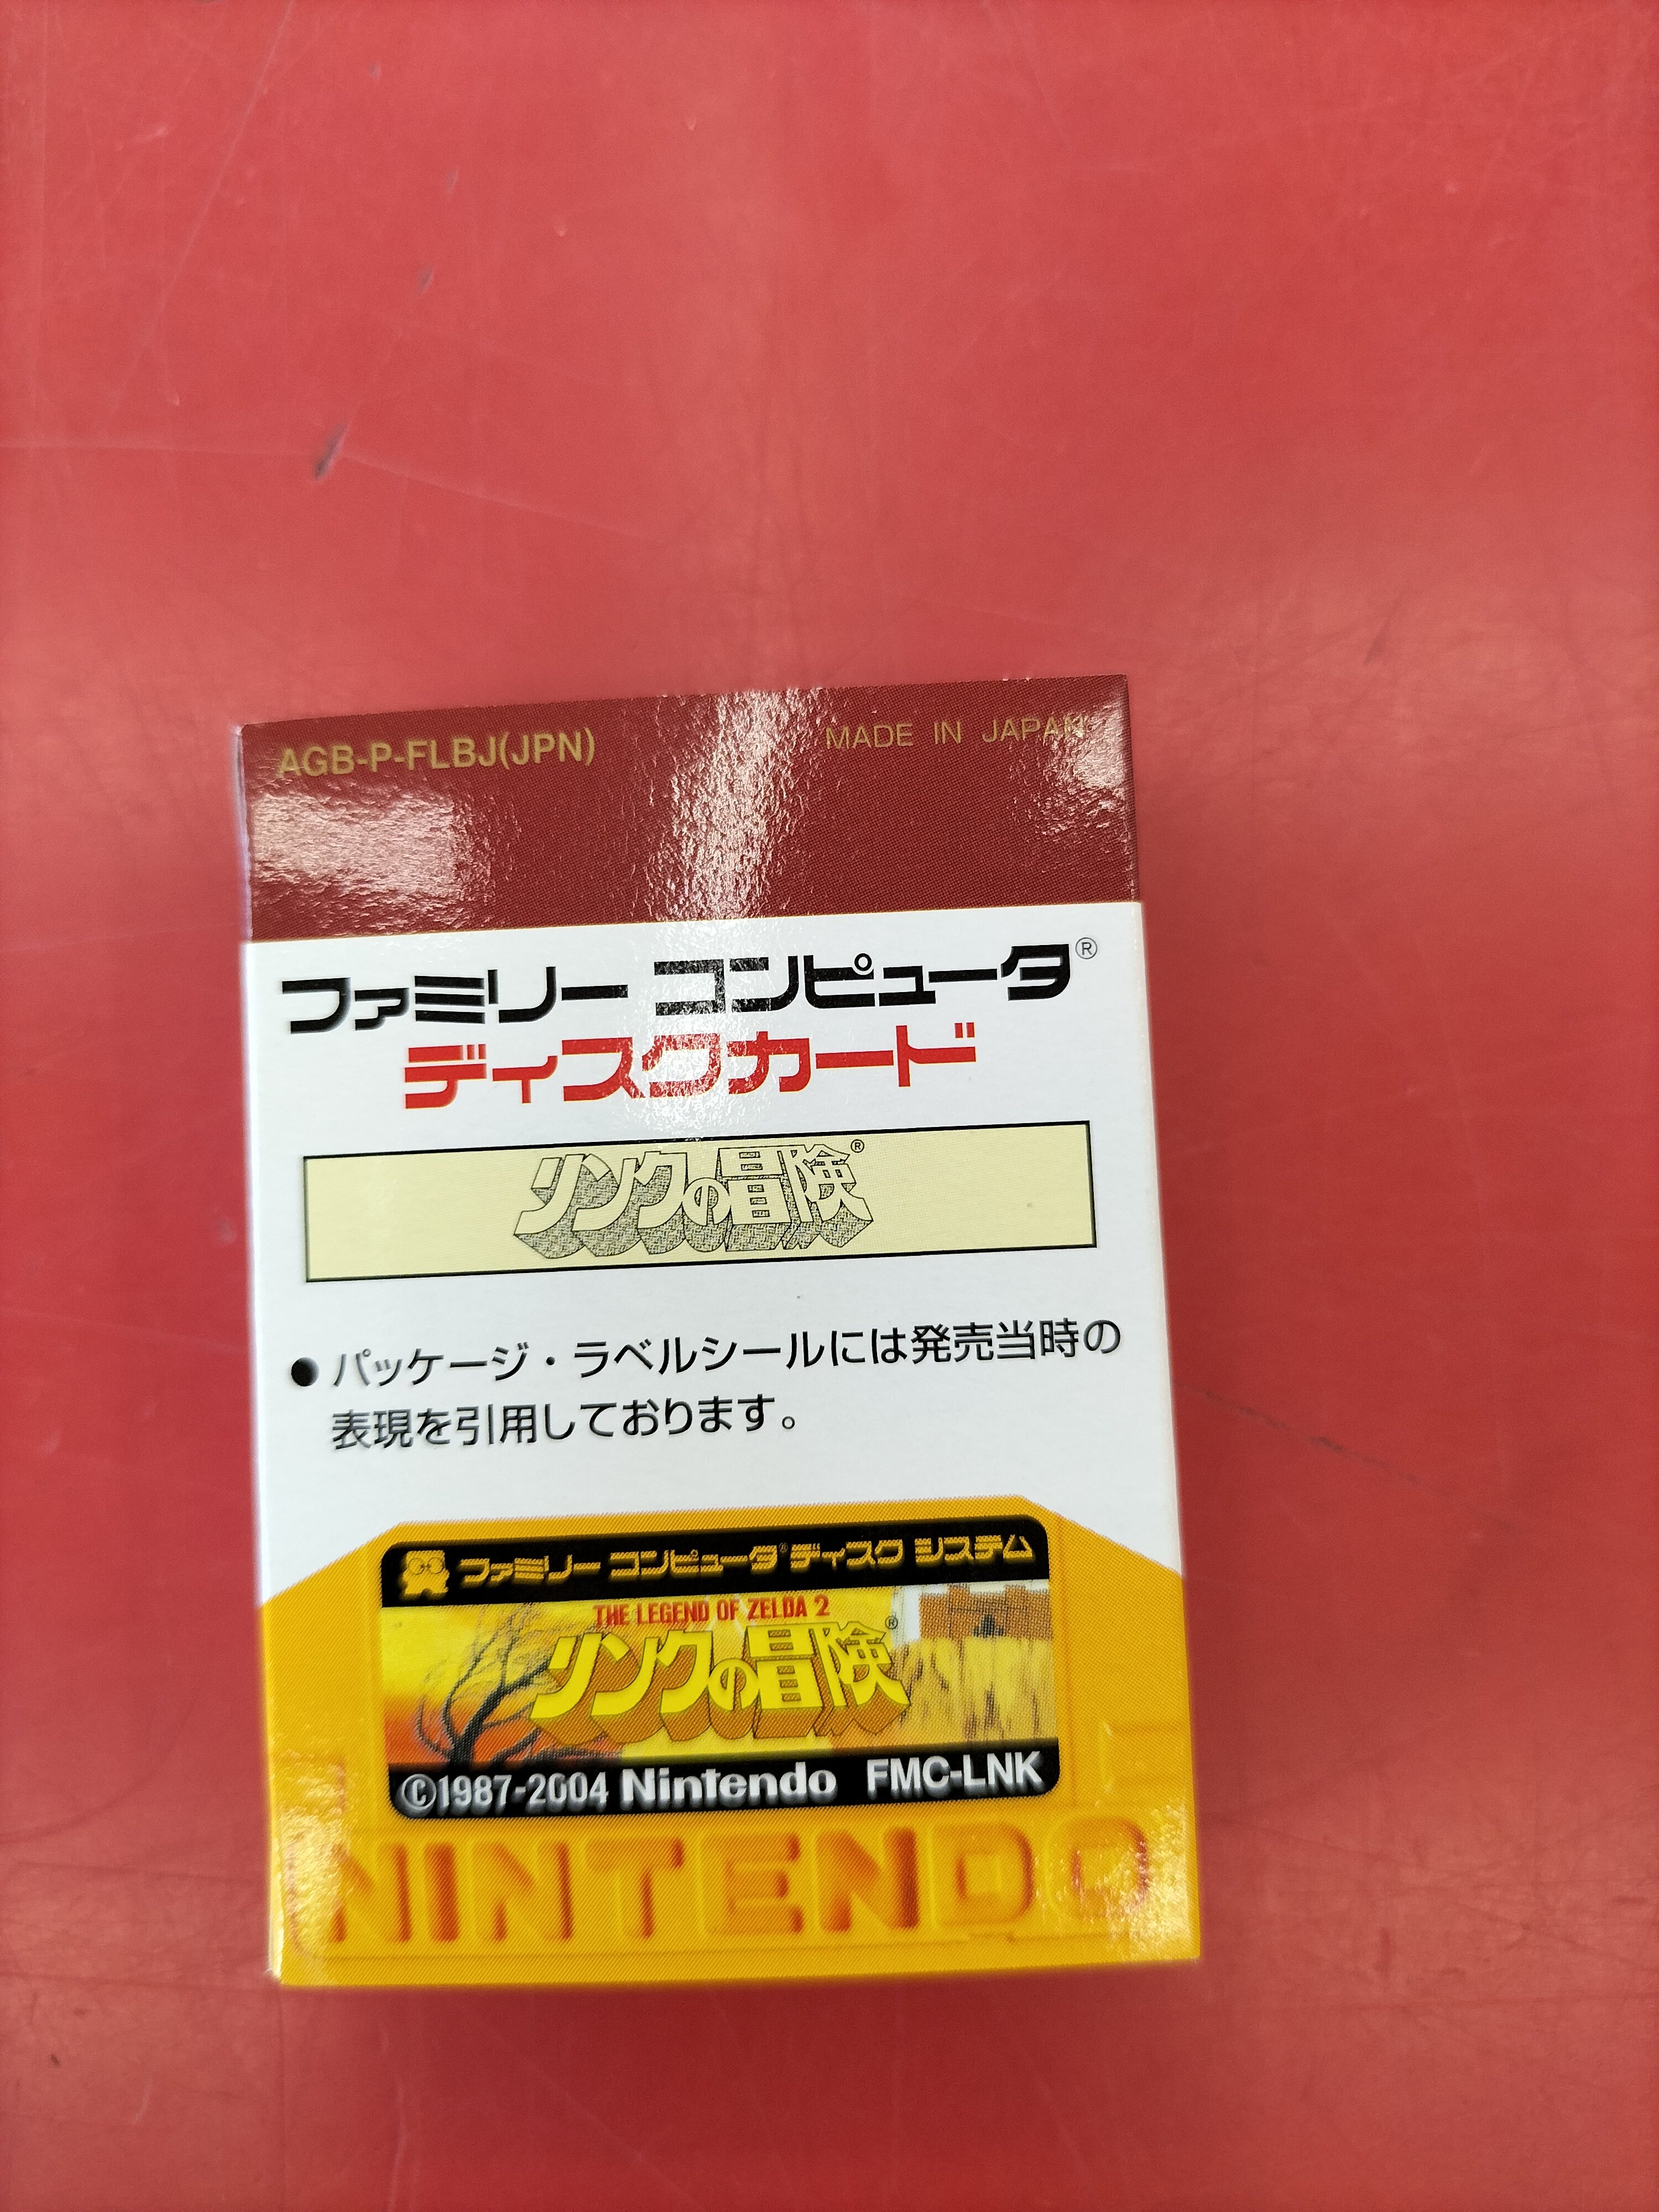 AGB-P-FLBJ(JPN)
MADE IN JAPAN
ファミリー コンピュータ®
ディスクカード
リンクの冒険®
●パッケージ・ラベルシールには発売当時の
表現を引用しております。
ファミリー コンピュータ®ディスク システム
THE LEGEND OF ZELDA 2
リンクの冒険®
©1987-2004 Nintendo FMC-LNK
NINTENDO